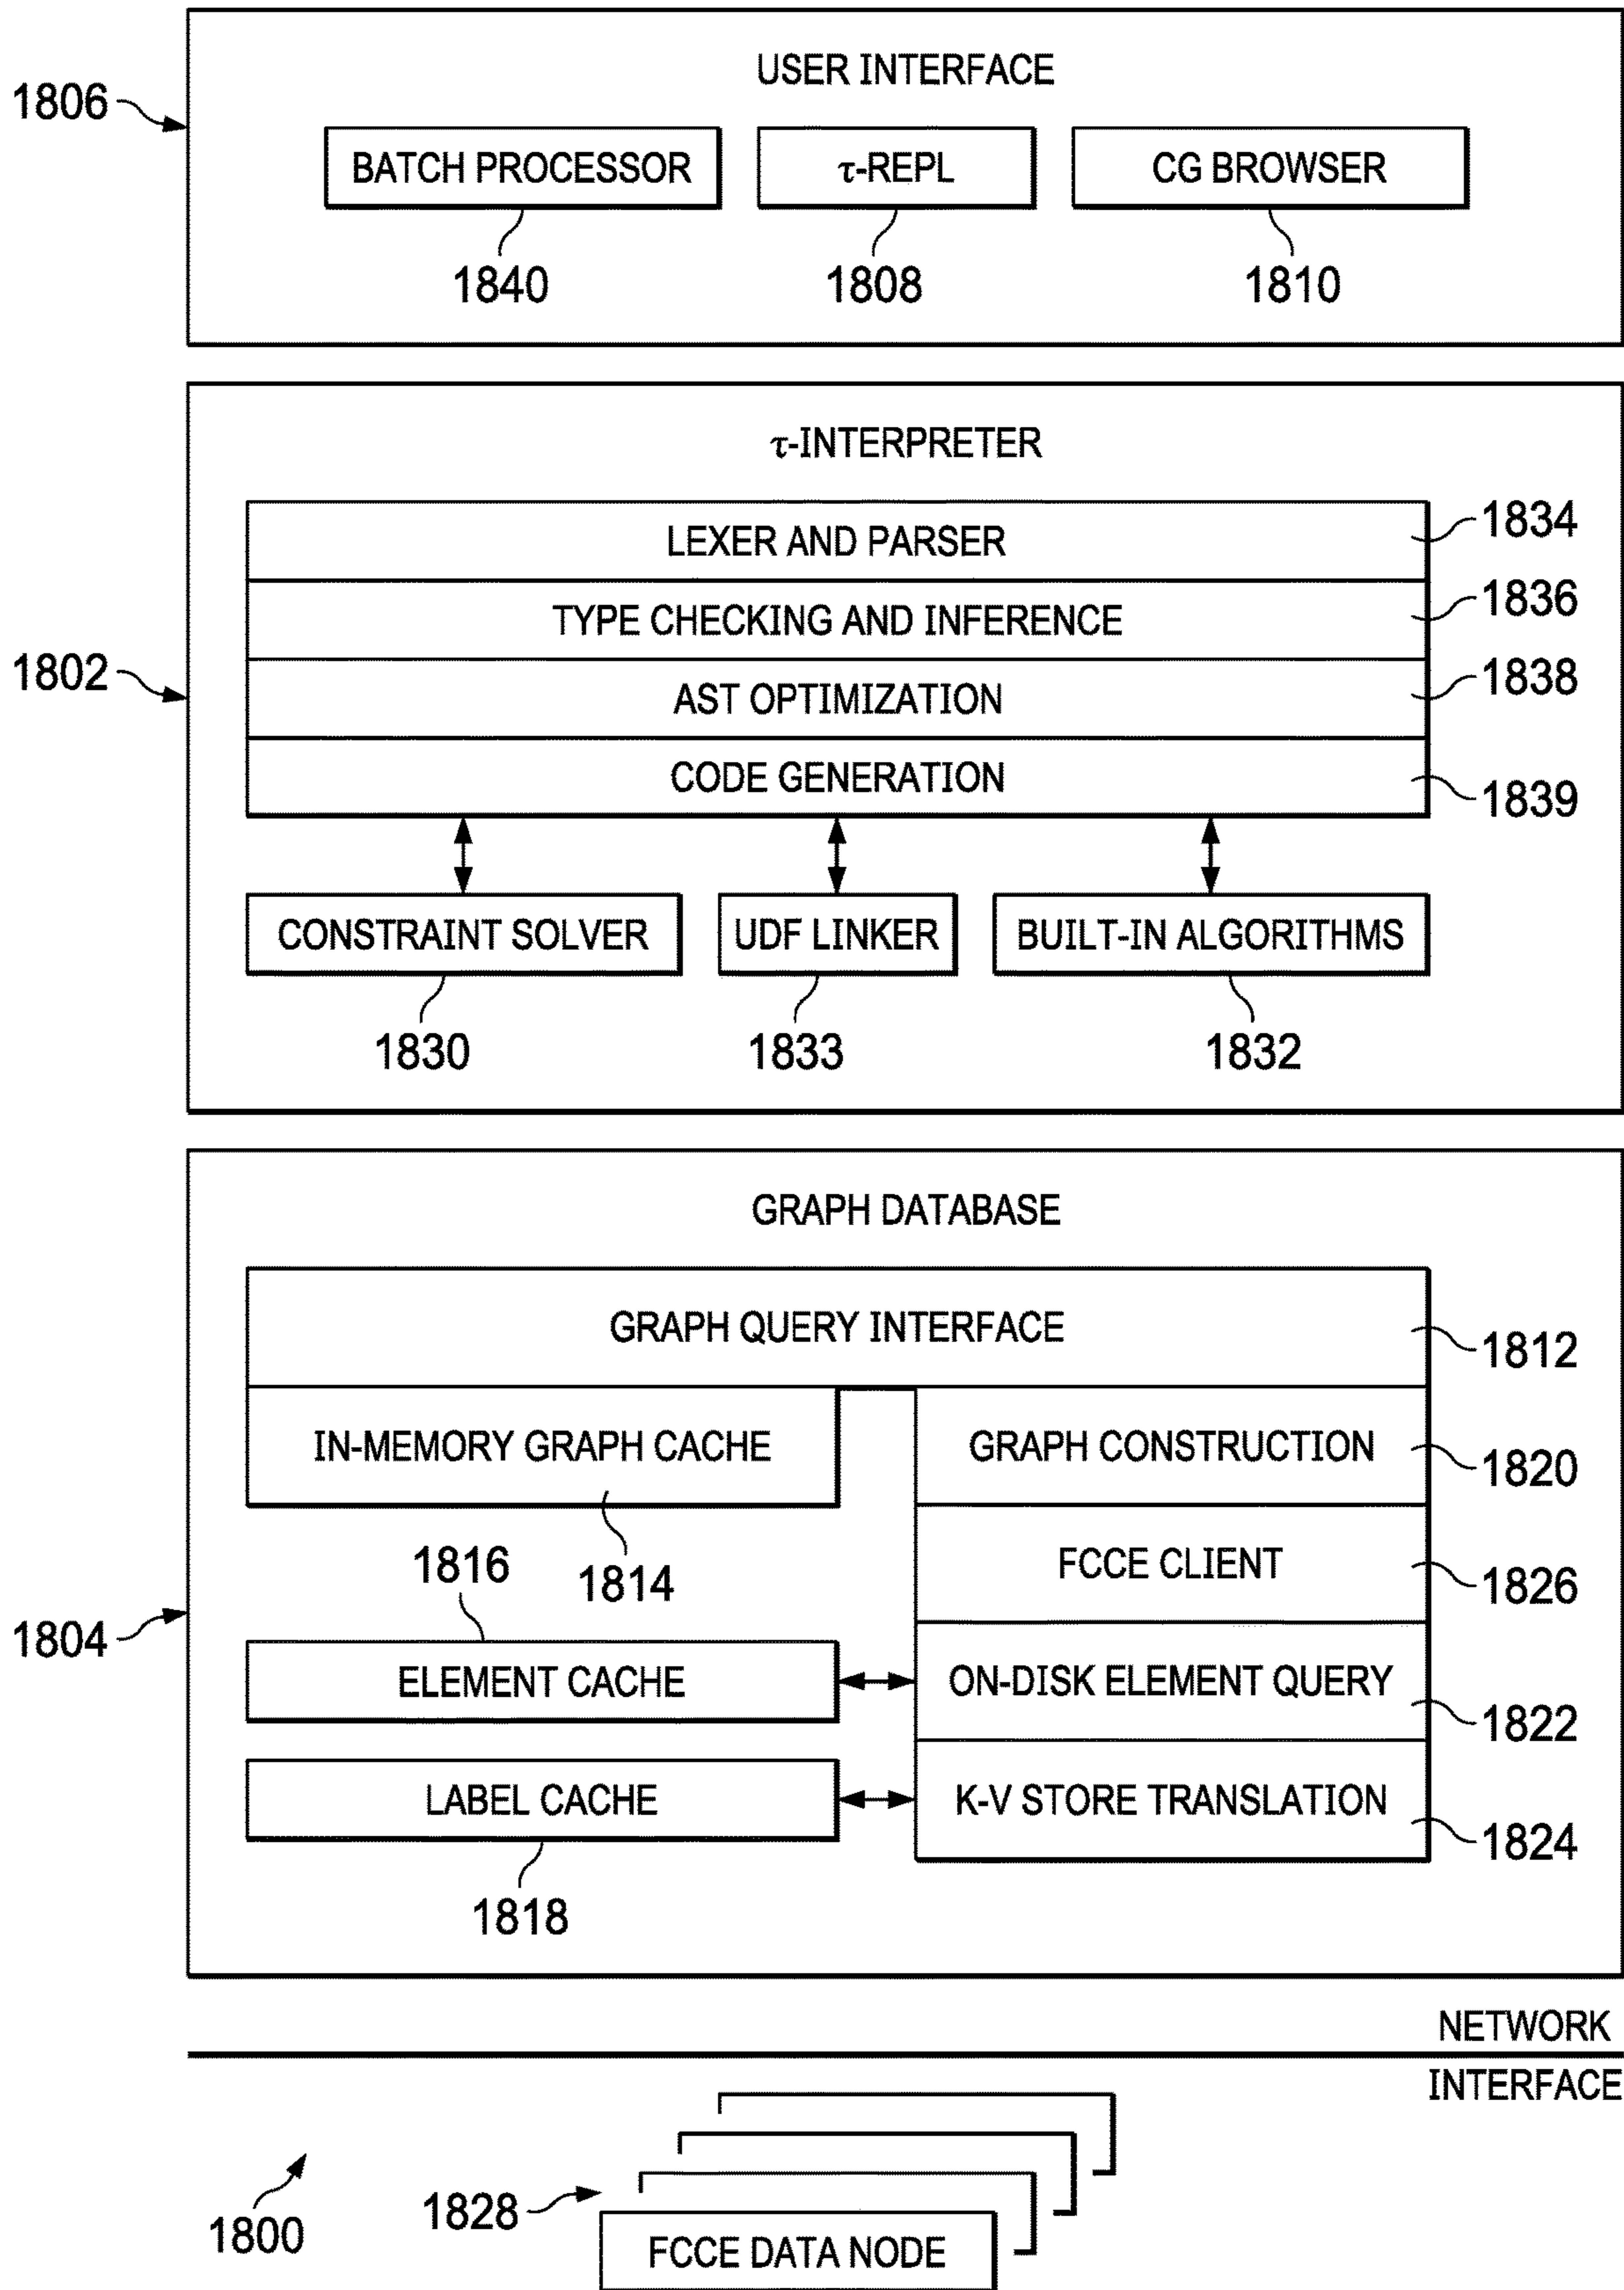 USER INTERFACE
1806
BATCH PROCESSOR
τ-REPL
CG BROWSER
1840
1808
1810
τ-INTERPRETER
LEXER AND PARSER
1834
TYPE CHECKING AND INFERENCE
1836
1802
AST OPTIMIZATION
1838
CODE GENERATION
1839
CONSTRAINT SOLVER
UDF LINKER
BUILT-IN ALGORITHMS
1830
1833
1832
GRAPH DATABASE
GRAPH QUERY INTERFACE
1812
IN-MEMORY GRAPH CACHE
GRAPH CONSTRUCTION
1820
1816
1814
FCCE CLIENT
1826
1804
ELEMENT CACHE
ON-DISK ELEMENT QUERY
1822
LABEL CACHE
K-V STORE TRANSLATION
1824
1818
NETWORK
INTERFACE
1800
1828
FCCE DATA NODE